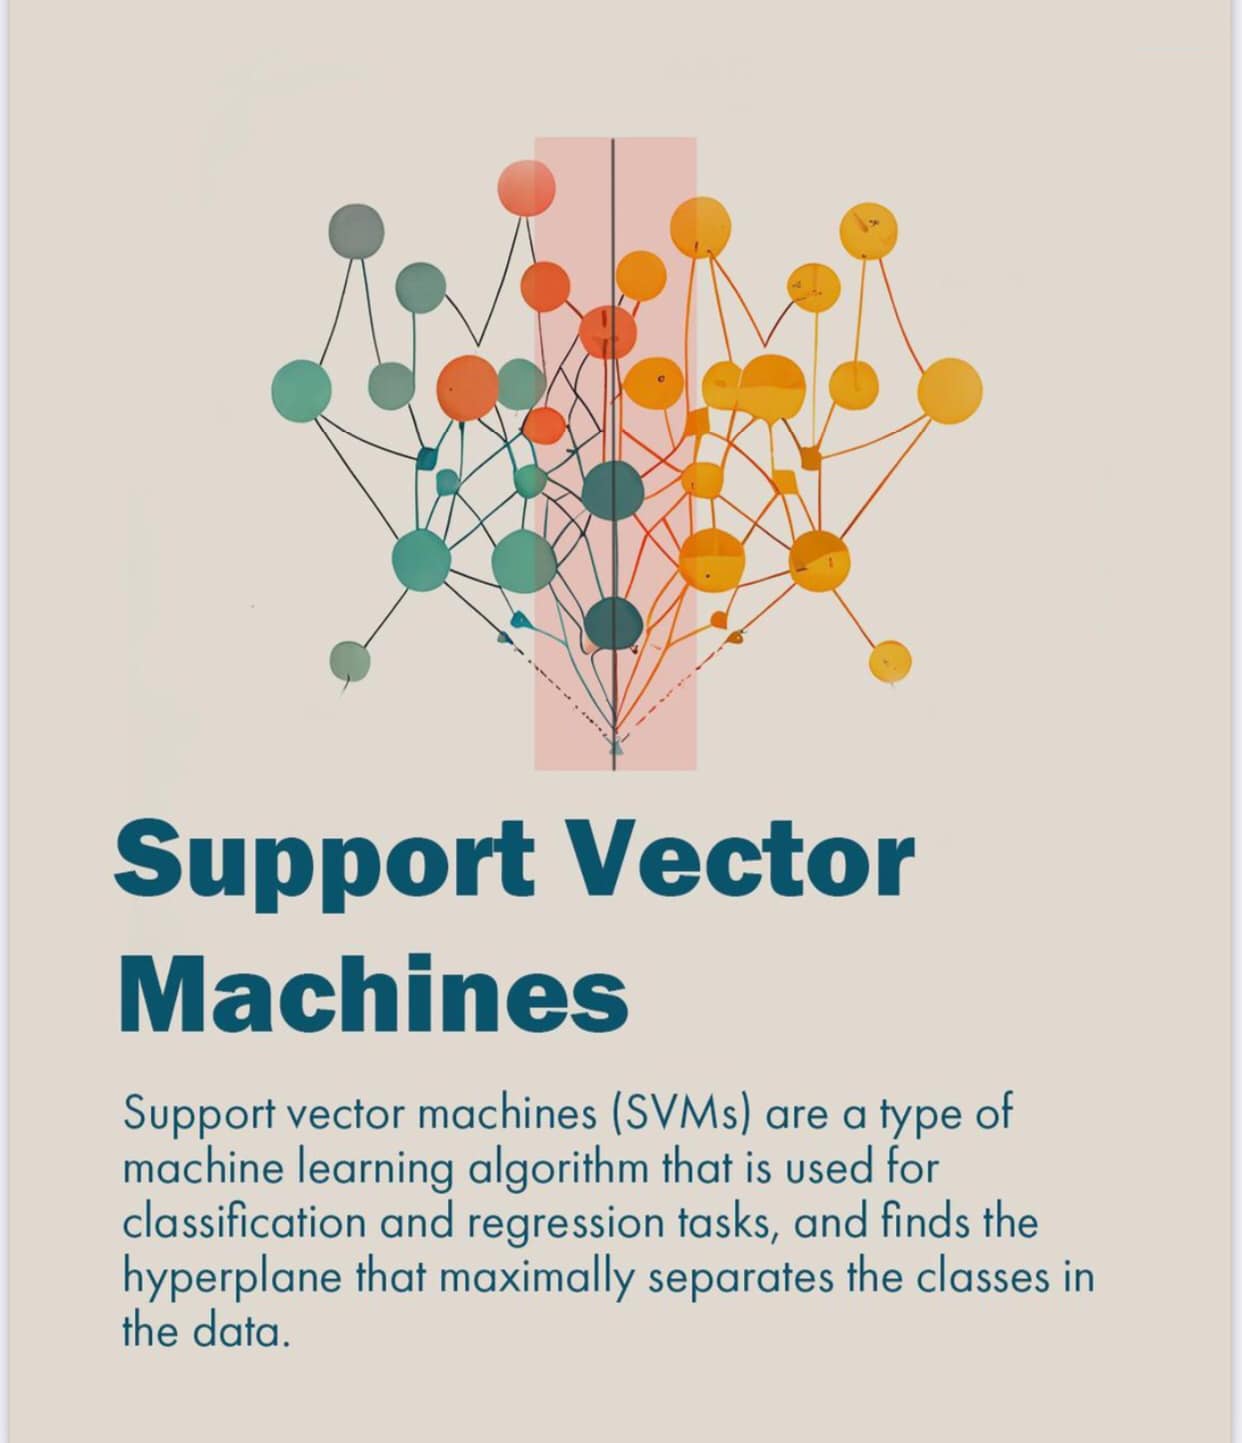 Support Vector
Machines
Support vector machines (SVMs) are a type of
machine learning algorithm that is used for
classification and regression tasks, and finds the
hyperplane that maximally separates the classes in
the data.